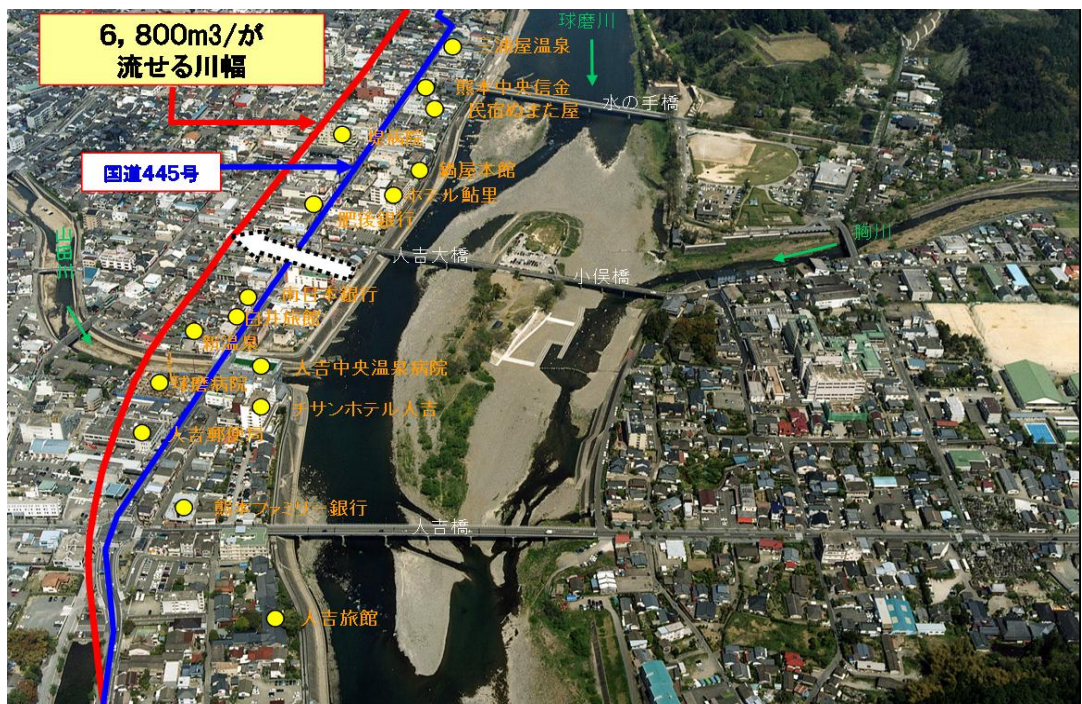 6，800m3/が
流せる川幅
球磨川
三浦屋温泉
熊本中央信金
水の手橋
民宿ぬまた屋
国道445号
鍋屋本館
ホテル鮎里
肥後銀行
山田川
人吉大橋
胸川
小俣橋
南日本銀行
白井旅館
新温泉
人吉中央温泉病院
球磨病院
チサンホテル人吉
人吉郵便局
熊本ファミリー銀行
人吉橋
人吉旅館